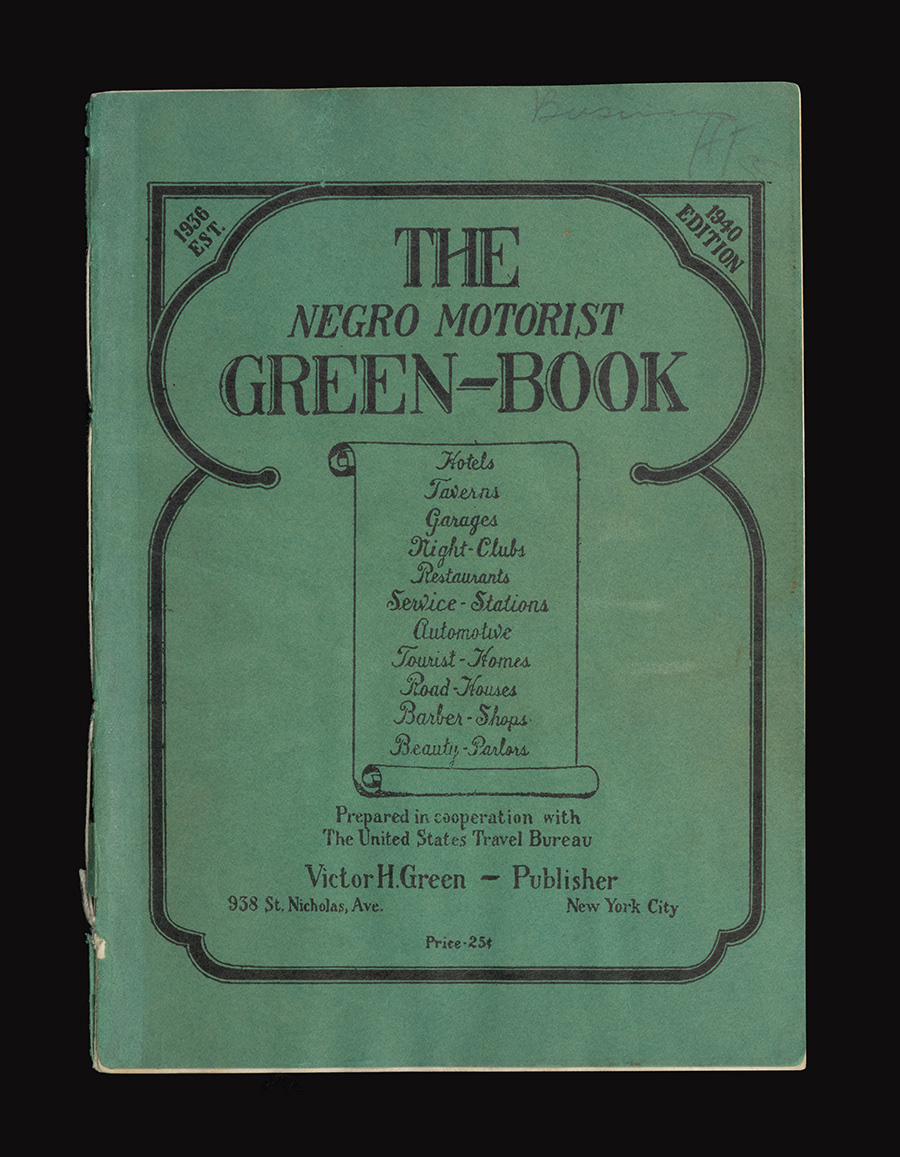 1936
EST.
1940
EDITION
THE
NEGRO MOTORIST
GREEN-BOOK
Hotels
Taverns
Garages
Night-Clubs
Restaurants
Service-Stations
Automotive
Tourist-Homes
Road-Houses
Barber-Shops
Beauty-Parlors
Prepared in cooperation with
The United States Travel Bureau
Victor H. Green - Publisher
938 St. Nicholas, Ave. New York City
Price-25¢